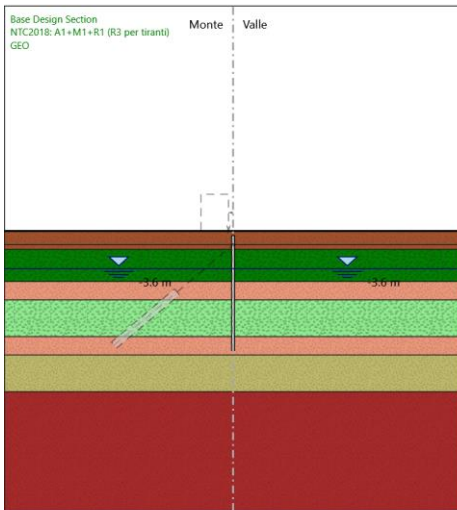 Base Design Section
NTC2018: A1+M1+R1 (R3 per tiranti)
GEO
Monte Valle
-3.6 m -3.6 m